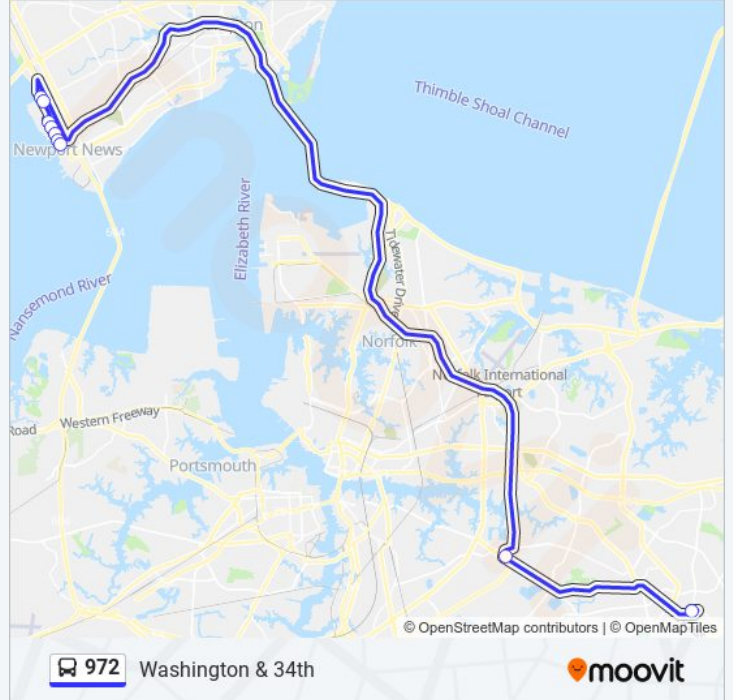 Thimble Shoal Channel
Newport News
Elizabeth River
Tidewater Drive
Nansemond River
Norfolk
Norfolk International
Airport
Road
Western Freeway
Portsmouth
© OpenStreetMap contributors | © OpenMapTiles
972 Washington & 34th
moovit